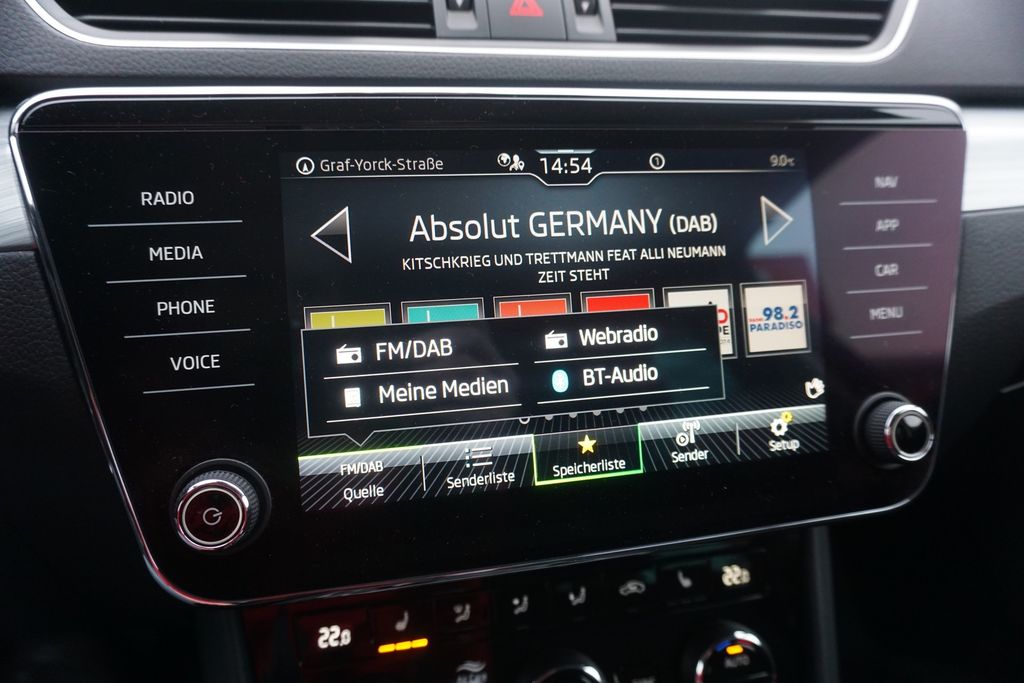 Graf-Yorck-Straße
14:54
1
9.0°C
RADIO
MEDIA
PHONE
VOICE
NAV
APP
CAR
MENU
Absolut GERMANY (DAB)
KITSCHKRIEG UND TRETTMANN FEAT ALLI NEUMANN
ZEIT STEHT
98.2
PARADISO
FM/DAB
Webradio
Meine Medien
BT-Audio
FM/DAB
Quelle
Senderliste
Speicherliste
Sender
Setup
22.0
22.0
AUTO